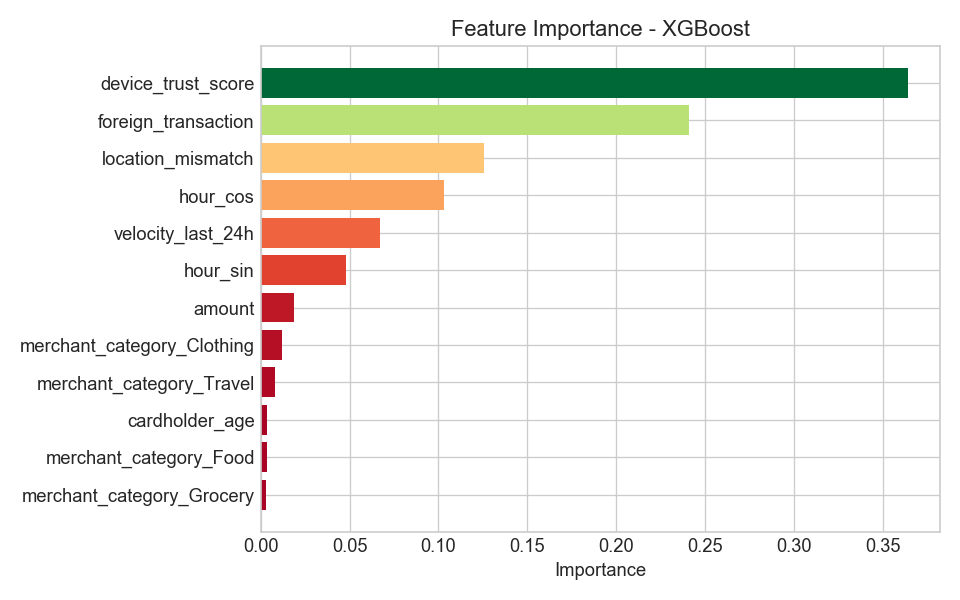 Feature Importance - XGBoost
device_trust_score
foreign_transaction
location_mismatch
hour_cos
velocity_last_24h
hour_sin
amount
merchant_category_Clothing
merchant_category_Travel
cardholder_age
merchant_category_Food
merchant_category_Grocery
0.00 0.05 0.10 0.15 0.20 0.25 0.30 0.35
Importance